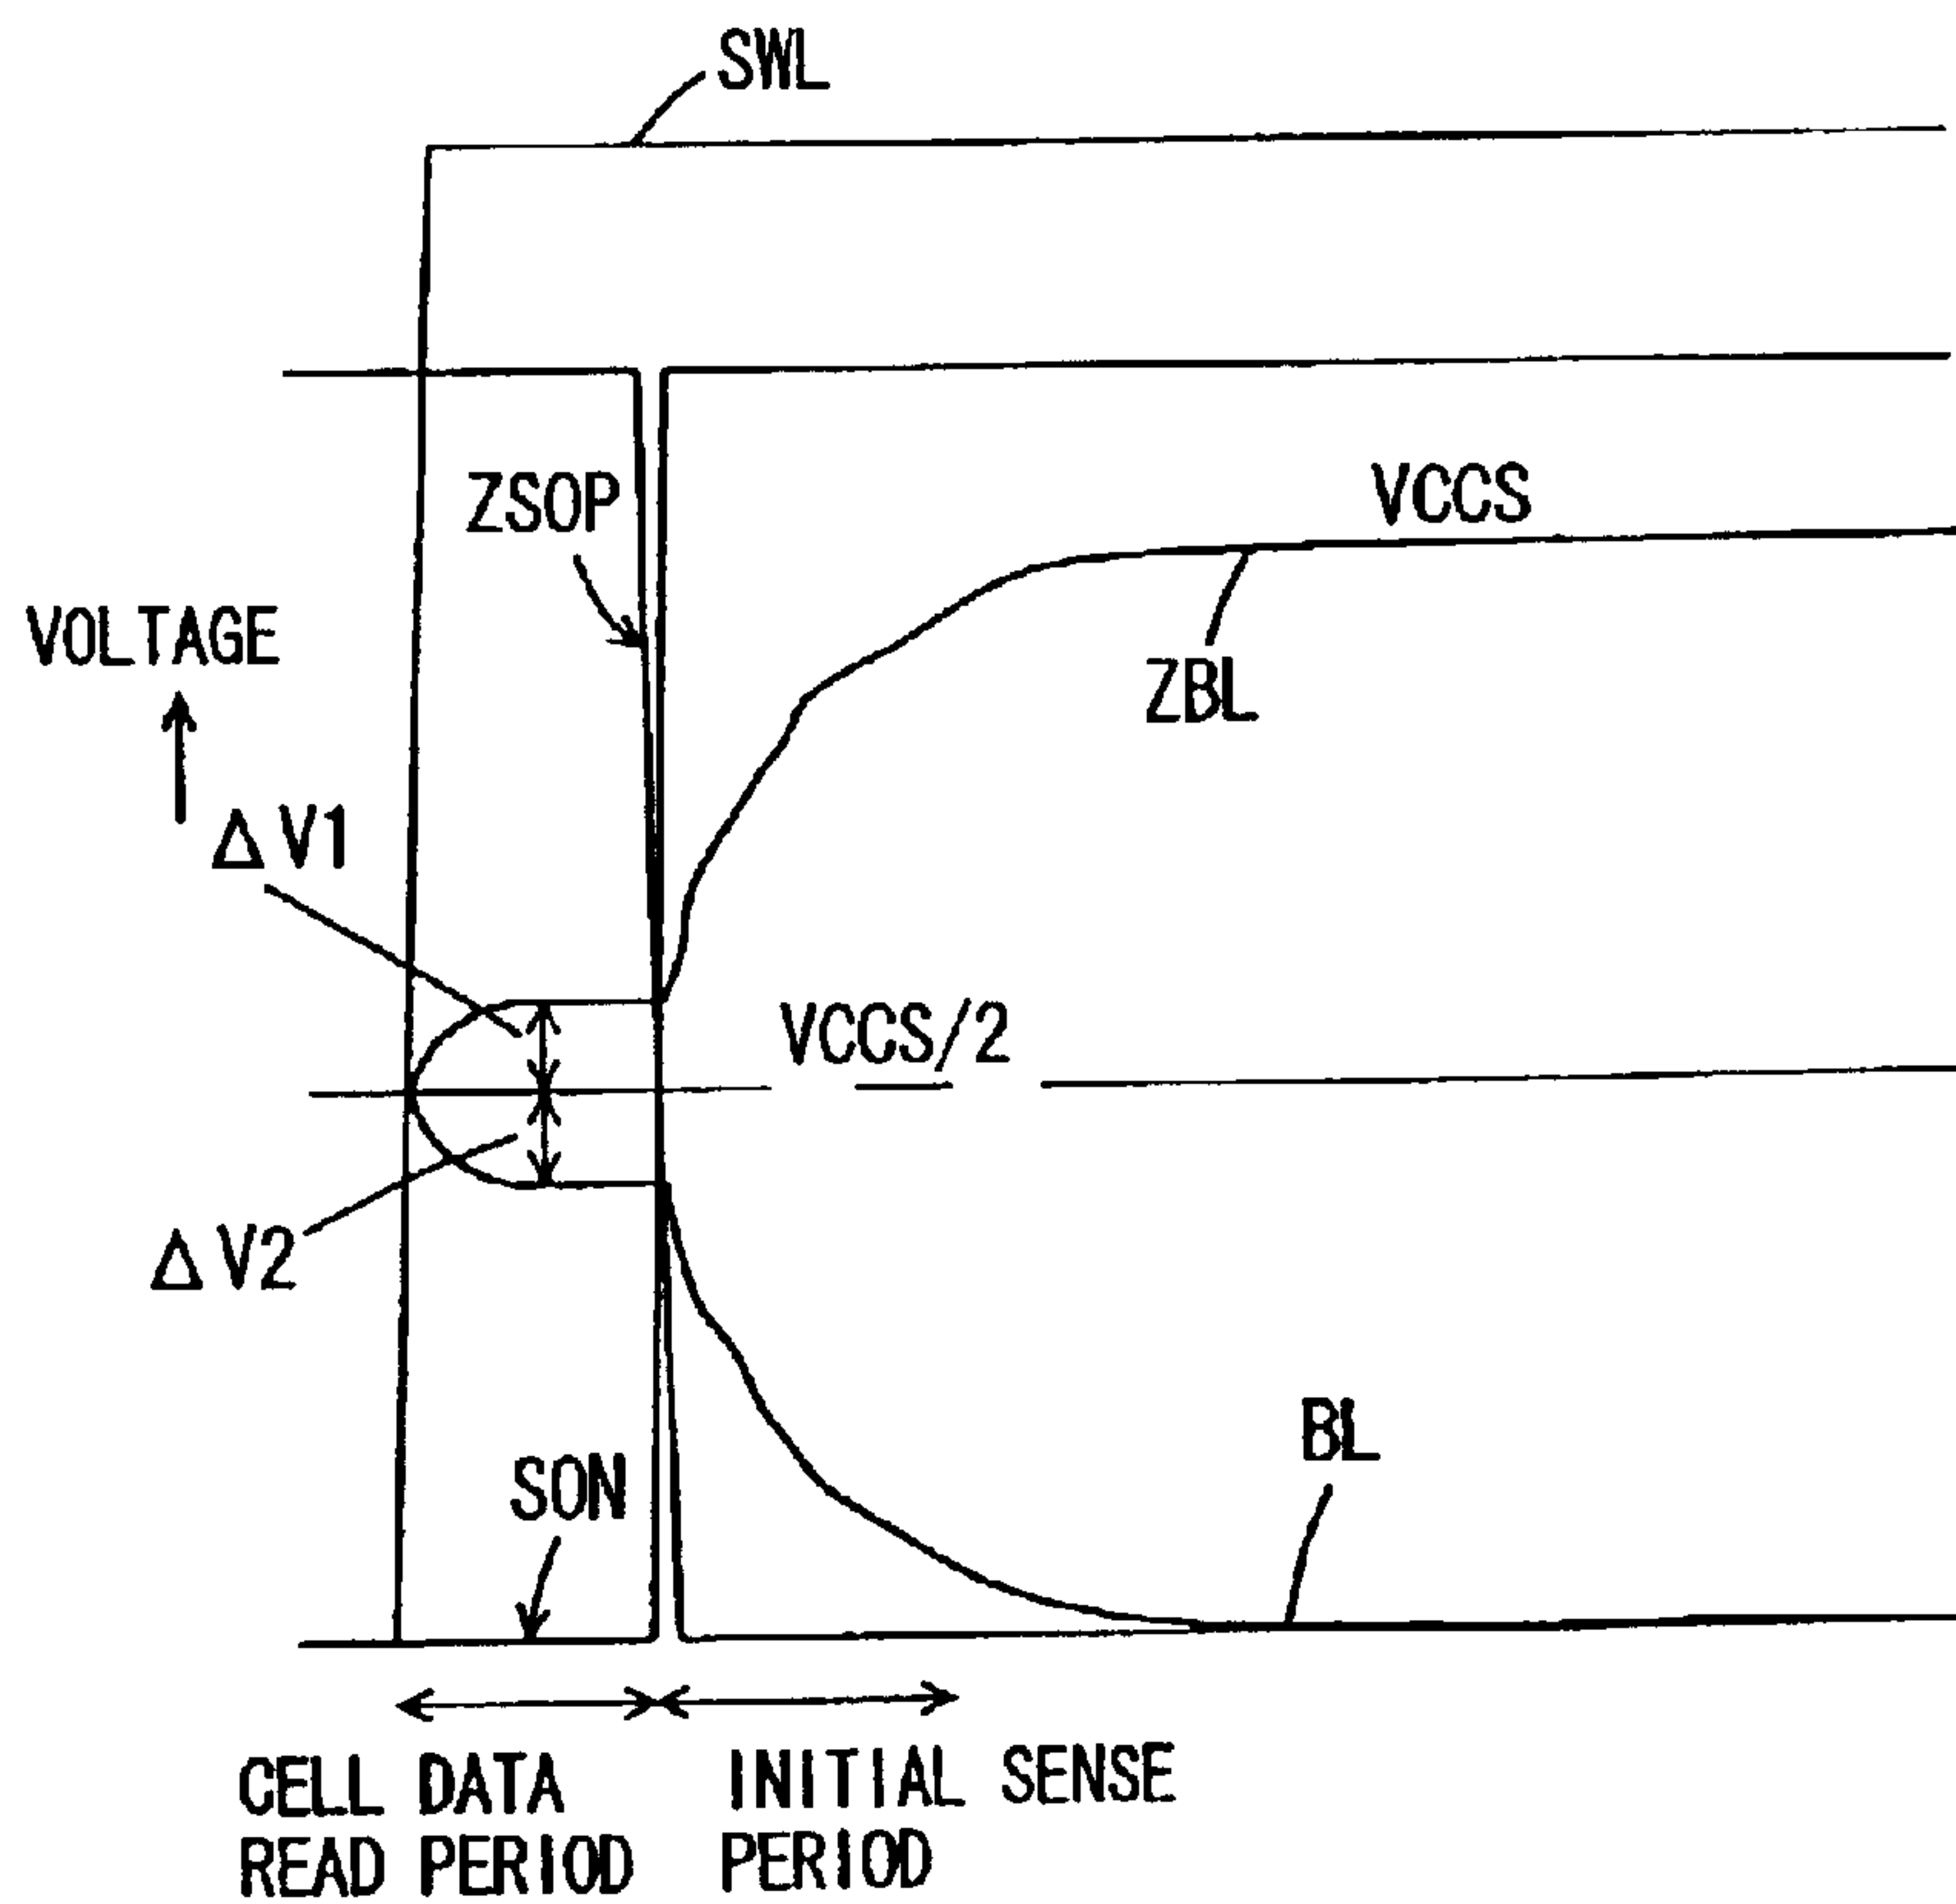 SWL
ZSOP
VCCS
VOLTAGE
ZBL
ΔV1
VCCS/2
ΔV2
BL
SON
CELL DATA
READ PERIOD
INITIAL SENSE
PERIOD